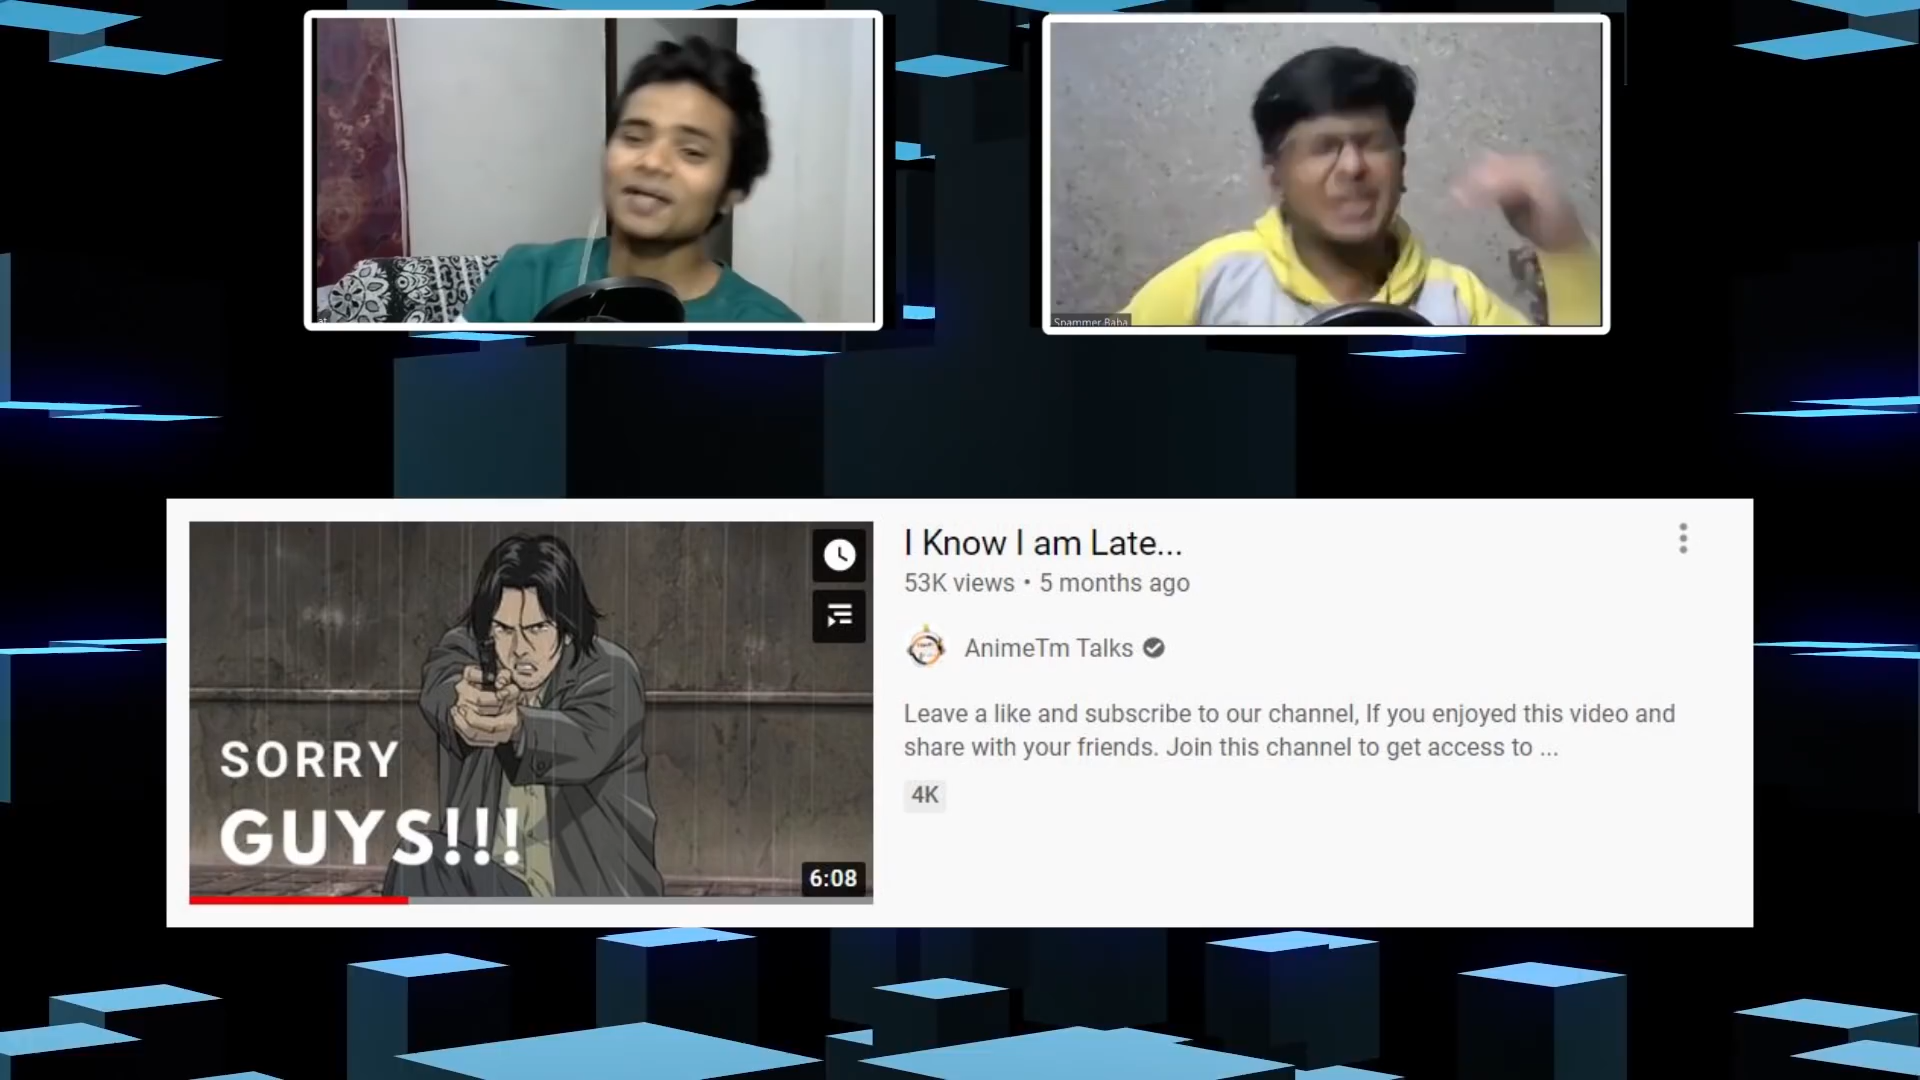 Spammer Baba
I Know I am Late...
53K views • 5 months ago
AnimeTm Talks
Leave a like and subscribe to our channel, If you enjoyed this video and
share with your friends. Join this channel to get access to ...
4K
SORRY
GUYS!!!
6:08